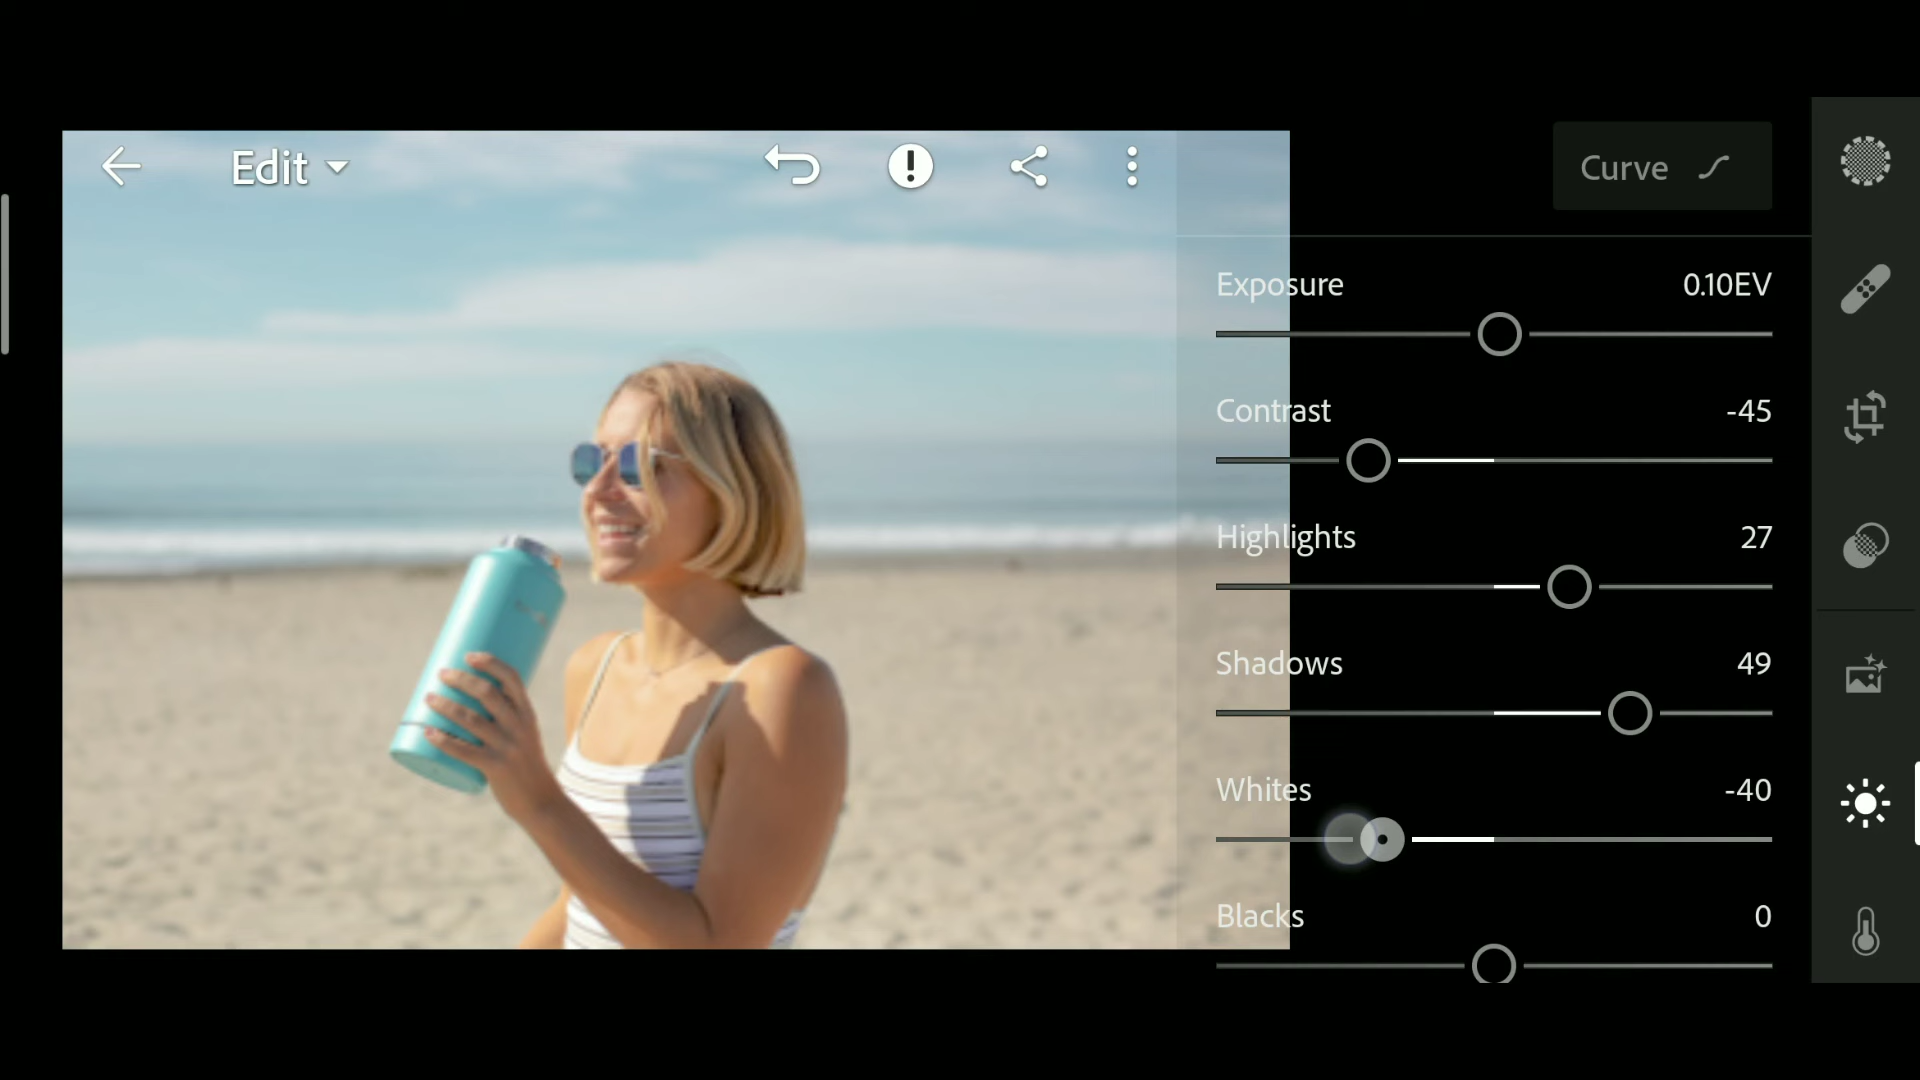 Edit
Curve
Exposure 0.10EV
Contrast -45
Highlights 27
Shadows 49
Whites -40
Blacks 0